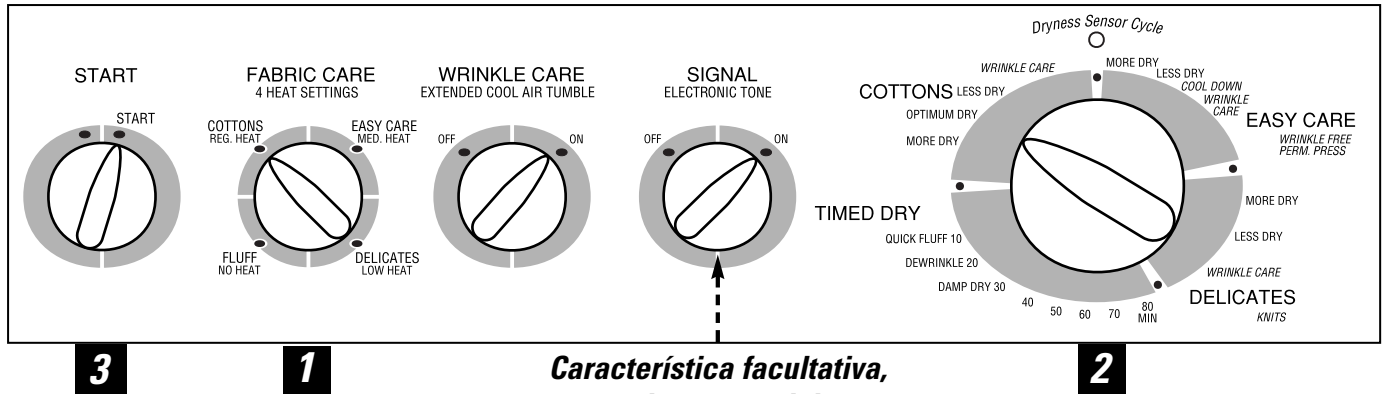 START
START
FABRIC CARE
4 HEAT SETTINGS
COTTONS
REG. HEAT
EASY CARE
MED. HEAT
FLUFF
NO HEAT
DELICATES
LOW HEAT
WRINKLE CARE
EXTENDED COOL AIR TUMBLE
OFF
ON
SIGNAL
ELECTRONIC TONE
OFF
ON
Dryness Sensor Cycle
WRINKLE CARE
COTTONS LESS DRY
OPTIMUM DRY
MORE DRY
MORE DRY
LESS DRY
COOL DOWN
WRINKLE
CARE
EASY CARE
WRINKLE FREE
PERM. PRESS
MORE DRY
LESS DRY
WRINKLE CARE
DELICATES
KNITS
TIMED DRY
QUICK FLUFF 10
DEWRINKLE 20
DAMP DRY 30
40
50
60
70
80
MIN
3
1
Característica facultativa,
2